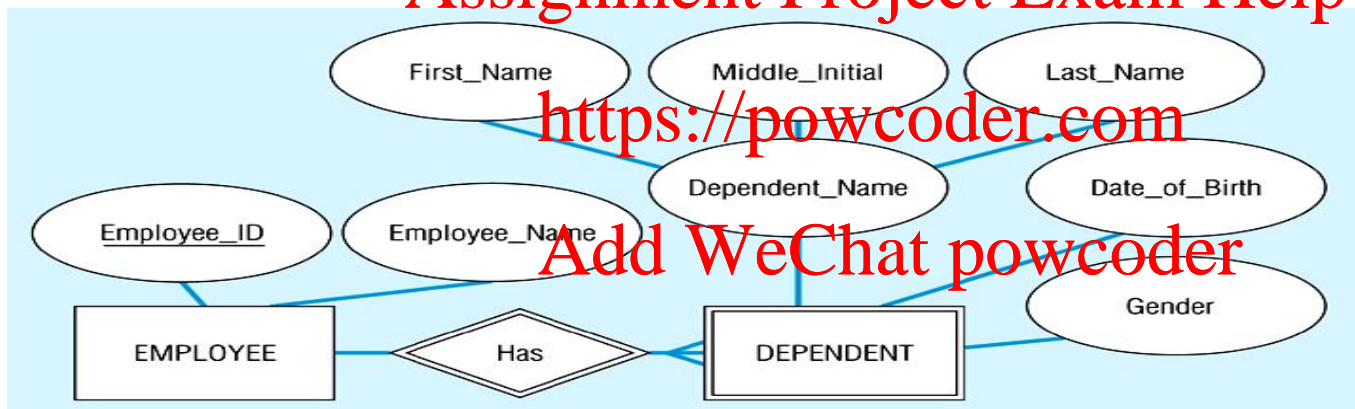 Assignment Project Exam Help
First_Name
Middle_Initial
Last_Name
https://powcoder.com
Dependent_Name
Date_of_Birth
Employee_ID
Employee_Name
Add WeChat powcoder
Gender
EMPLOYEE
Has
DEPENDENT